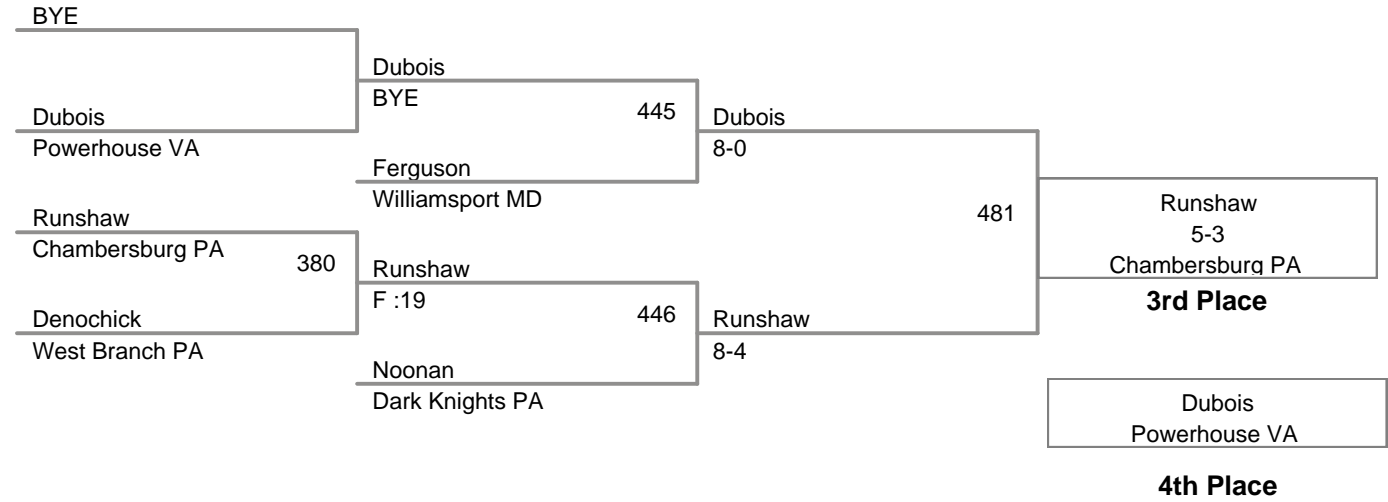 BYE
Dubois
BYE
445
Dubois
Powerhouse VA
Dubois
8-0
Ferguson
Williamsport MD
481
Runshaw
5-3
Chambersburg PA
3rd Place
Runshaw
Chambersburg PA
380
Runshaw
F :19
446
Denochick
West Branch PA
Runshaw
8-4
Noonan
Dark Knights PA
Dubois
Powerhouse VA
4th Place